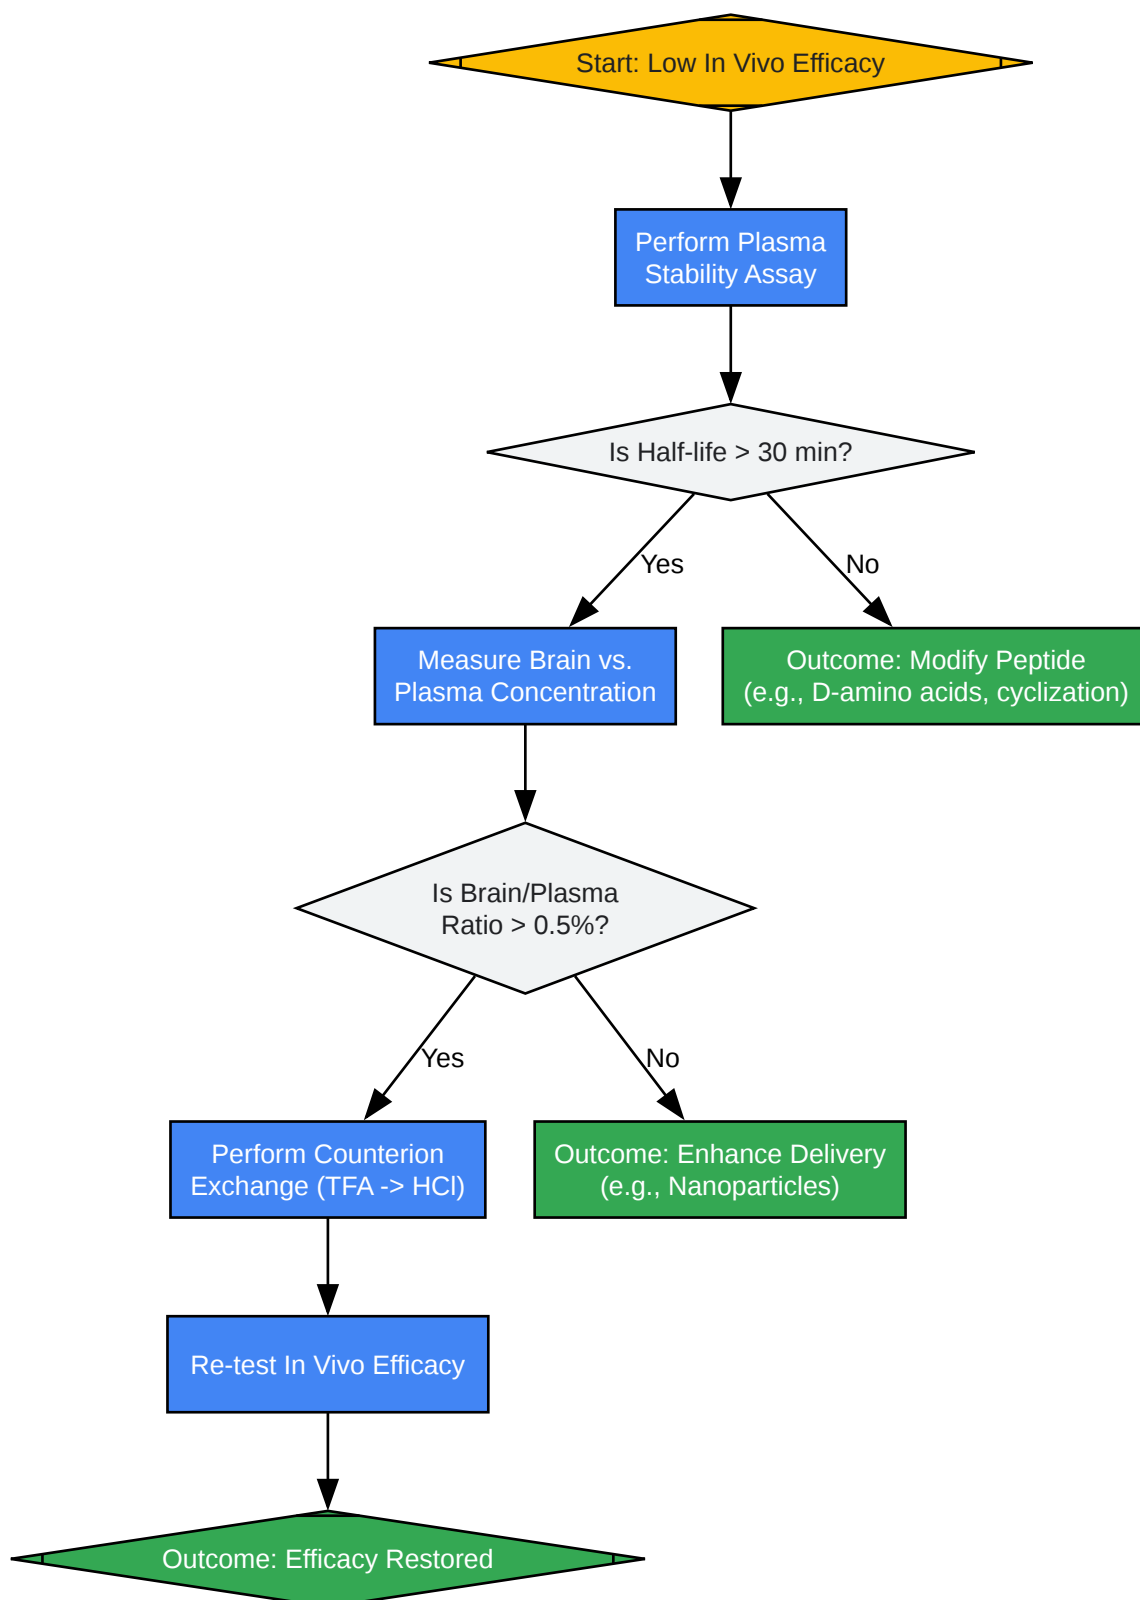 Start: Low In Vivo Efficacy
Perform Plasma
Stability Assay
Is Half-life > 30 min?
Yes
No
Measure Brain vs.
Plasma Concentration
Outcome: Modify Peptide
(e.g., D-amino acids, cyclization)
Is Brain/Plasma
Ratio > 0.5%?
Yes
No
Perform Counterion
Exchange (TFA -> HCl)
Outcome: Enhance Delivery
(e.g., Nanoparticles)
Re-test In Vivo Efficacy
Outcome: Efficacy Restored